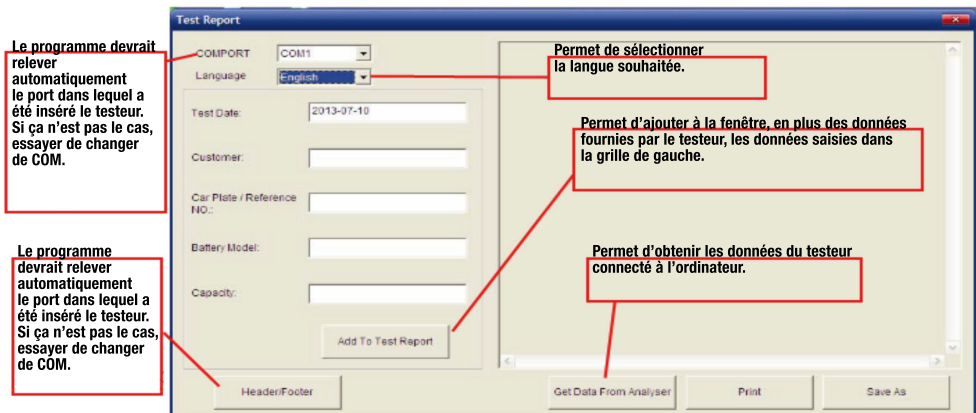 Test Report
Le programme devrait
relever
automatiquement
le port dans lequel a
été inséré le testeur.
Si ça n'est pas le cas,
essayer de changer
de COM.
COMPORT
COM1
Language
English
Permet de sélectionner
la langue souhaitée.
Test Date:
2013-07-10
Permet d'ajouter à la fenêtre, en plus des données
fournies par le testeur, les données saisies dans
la grille de gauche.
Customer:
Car Plate / Reference
NO.:
Battery Model:
Capacity:
Add To Test Report
Le programme
devrait relever
automatiquement
le port dans lequel a
été inséré le testeur.
Si ça n'est pas le cas,
essayer de changer
de COM.
Permet d'obtenir les données du testeur
connecté à l'ordinateur.
Header/Footer
Get Data From Analyser
Print
Save As